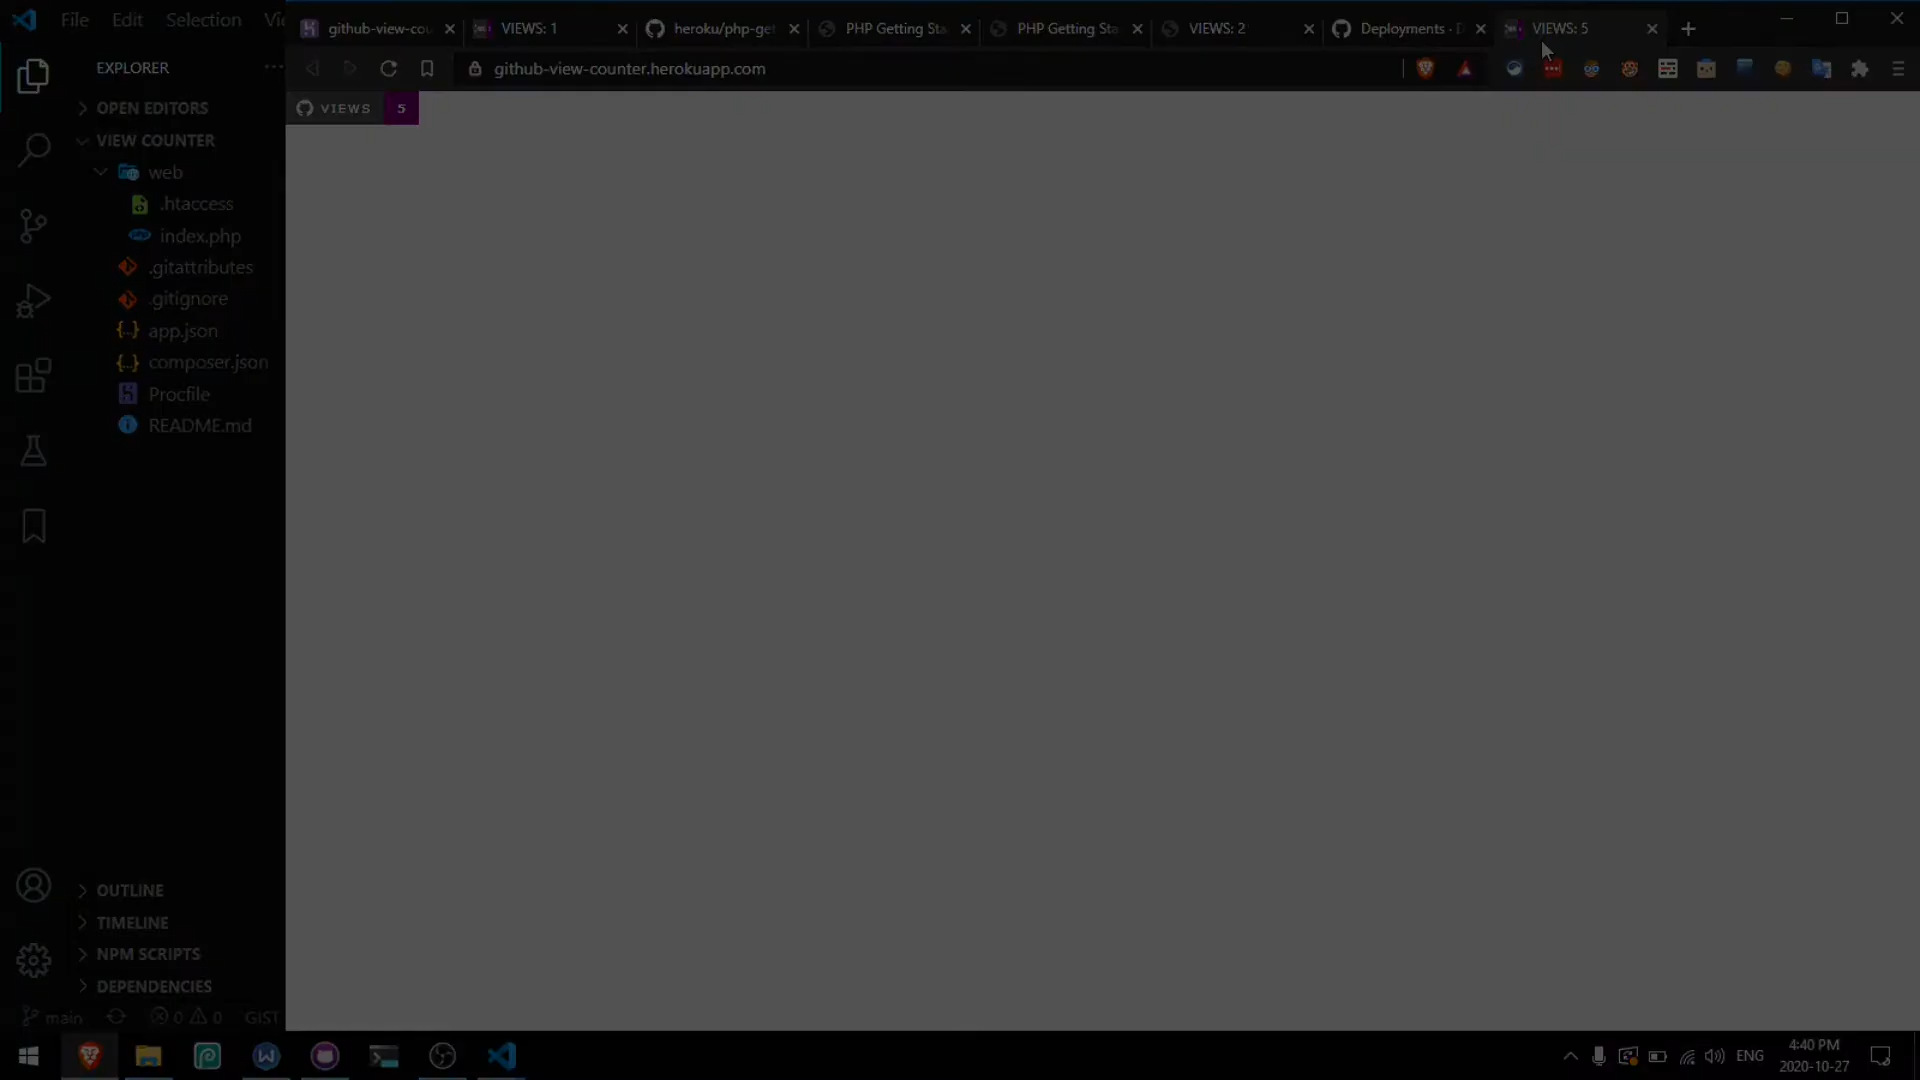 File Edit Selection
github-view-cou
VIEWS: 1
heroku/php-get
PHP Getting Sta
PHP Getting Sta
VIEWS: 2
Deployments - D
VIEWS: 5
github-view-counter.herokuapp.com
EXPLORER
OPEN EDITORS
VIEW COUNTER
web
.htaccess
index.php
.gitattributes
.gitignore
app.json
composer.json
Procfile
README.md
VIEWS 5
OUTLINE
TIMELINE
NPM SCRIPTS
DEPENDENCIES
main 0 0 GIST
ENG
4:40 PM
2020-10-27